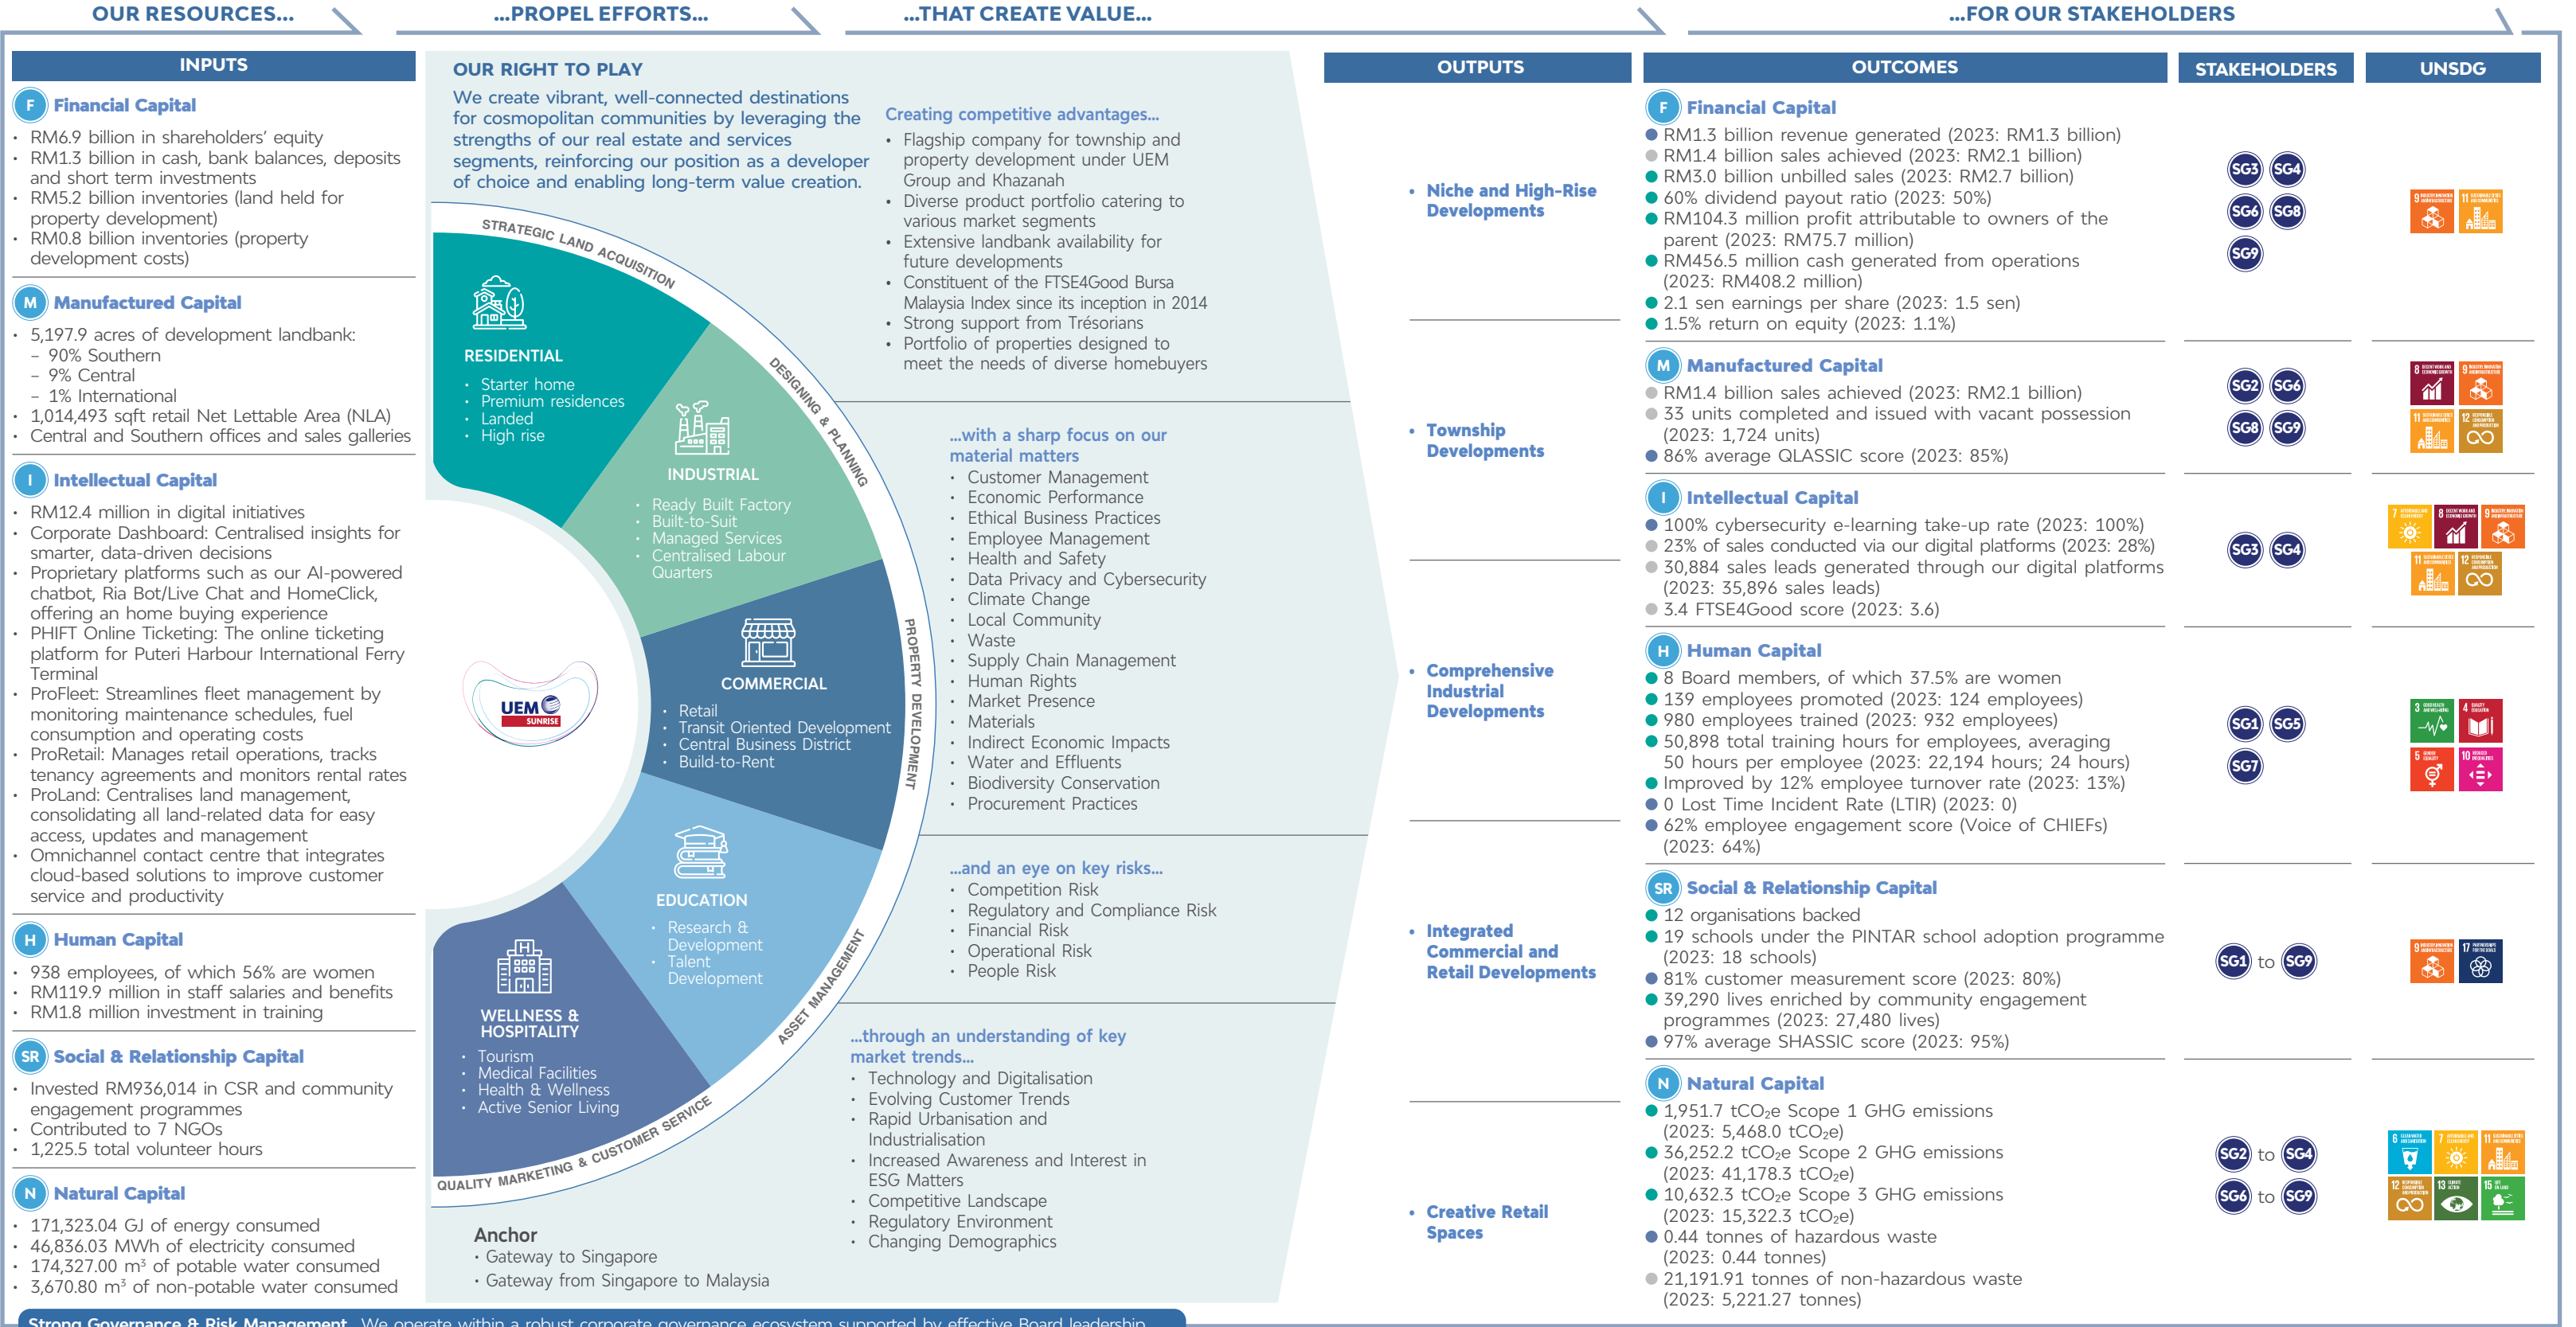 OUR RESOURCES...
...PROPEL EFFORTS...
...THAT CREATE VALUE...
...FOR OUR STAKEHOLDERS
INPUTS
F Financial Capital
• RM6.9 billion in shareholders' equity
• RM1.3 billion in cash, bank balances, deposits
and short term investments
• RM5.2 billion inventories (land held for
property development)
• RM0.8 billion inventories (property
development costs)
M Manufactured Capital
• 5,197.9 acres of development landbank:
– 90% Southern
– 9% Central
– 1% International
• 1,014,493 sqft retail Net Lettable Area (NLA)
• Central and Southern offices and sales galleries
I Intellectual Capital
• RM12.4 million in digital initiatives
• Corporate Dashboard: Centralised insights for
smarter, data-driven decisions
• Proprietary platforms such as our AI-powered
chatbot, Ria Bot/Live Chat and HomeClick,
offering an home buying experience
• PHIFT Online Ticketing: The online ticketing
platform for Puteri Harbour International Ferry
Terminal
• ProFleet: Streamlines fleet management by
monitoring maintenance schedules, fuel
consumption and operating costs
• ProRetail: Manages retail operations, tracks
tenancy agreements and monitors rental rates
• ProLand: Centralises land management,
consolidating all land-related data for easy
access, updates and management
• Omnichannel contact centre that integrates
cloud-based solutions to improve customer
service and productivity
H Human Capital
• 938 employees, of which 56% are women
• RM119.9 million in staff salaries and benefits
• RM1.8 million investment in training
SR Social & Relationship Capital
• Invested RM936,014 in CSR and community
engagement programmes
• Contributed to 7 NGOs
• 1,225.5 total volunteer hours
N Natural Capital
• 171,323.04 GJ of energy consumed
• 46,836.03 MWh of electricity consumed
• 174,327.00 m³ of potable water consumed
• 3,670.80 m³ of non-potable water consumed
OUR RIGHT TO PLAY
We create vibrant, well-connected destinations
for cosmopolitan communities by leveraging the
strengths of our real estate and services
segments, reinforcing our position as a developer
of choice and enabling long-term value creation.
STRATEGIC LAND ACQUISITION
DESIGNING & PLANNING
PROPERTY DEVELOPMENT
ASSET MANAGEMENT
QUALITY MARKETING & CUSTOMER SERVICE
RESIDENTIAL
• Starter home
• Premium residences
• Landed
• High rise
INDUSTRIAL
• Ready Built Factory
• Built-to-Suit
• Managed Services
• Centralised Labour
Quarters
UEM
SUNRISE
COMMERCIAL
• Retail
• Transit Oriented Development
• Central Business District
• Build-to-Rent
EDUCATION
• Research &
Development
• Talent
Development
H
WELLNESS &
HOSPITALITY
• Tourism
• Medical Facilities
• Health & Wellness
• Active Senior Living
Anchor
• Gateway to Singapore
• Gateway from Singapore to Malaysia
Creating competitive advantages...
• Flagship company for township and
property development under UEM
Group and Khazanah
• Diverse product portfolio catering to
various market segments
• Extensive landbank availability for
future developments
• Constituent of the FTSE4Good Bursa
Malaysia Index since its inception in 2014
• Strong support from Trésorians
• Portfolio of properties designed to
meet the needs of diverse homebuyers
...with a sharp focus on our
material matters
• Customer Management
• Economic Performance
• Ethical Business Practices
• Employee Management
• Health and Safety
• Data Privacy and Cybersecurity
• Climate Change
• Local Community
• Waste
• Supply Chain Management
• Human Rights
• Market Presence
• Materials
• Indirect Economic Impacts
• Water and Effluents
• Biodiversity Conservation
• Procurement Practices
...and an eye on key risks...
• Competition Risk
• Regulatory and Compliance Risk
• Financial Risk
• Operational Risk
• People Risk
...through an understanding of key
market trends...
• Technology and Digitalisation
• Evolving Customer Trends
• Rapid Urbanisation and
Industrialisation
• Increased Awareness and Interest in
ESG Matters
• Competitive Landscape
• Regulatory Environment
• Changing Demographics
OUTPUTS
• Niche and High-Rise
Developments
• Township
Developments
• Comprehensive
Industrial
Developments
• Integrated
Commercial and
Retail Developments
• Creative Retail
Spaces
OUTCOMES
STAKEHOLDERS
UNSDG
F Financial Capital
RM1.3 billion revenue generated (2023: RM1.3 billion)
RM1.4 billion sales achieved (2023: RM2.1 billion)
RM3.0 billion unbilled sales (2023: RM2.7 billion)
60% dividend payout ratio (2023: 50%)
RM104.3 million profit attributable to owners of the
parent (2023: RM75.7 million)
RM456.5 million cash generated from operations
(2023: RM408.2 million)
2.1 sen earnings per share (2023: 1.5 sen)
1.5% return on equity (2023: 1.1%)
SG3 SG4
SG6 SG8
SG9
9 11
M Manufactured Capital
RM1.4 billion sales achieved (2023: RM2.1 billion)
33 units completed and issued with vacant possession
(2023: 1,724 units)
86% average QLASSIC score (2023: 85%)
SG2 SG6
SG8 SG9
8 9
11 12
I Intellectual Capital
100% cybersecurity e-learning take-up rate (2023: 100%)
23% of sales conducted via our digital platforms (2023: 28%)
30,884 sales leads generated through our digital platforms
(2023: 35,896 sales leads)
3.4 FTSE4Good score (2023: 3.6)
SG3 SG4
7 8 9
11 12
H Human Capital
8 Board members, of which 37.5% are women
139 employees promoted (2023: 124 employees)
980 employees trained (2023: 932 employees)
50,898 total training hours for employees, averaging
50 hours per employee (2023: 22,194 hours; 24 hours)
Improved by 12% employee turnover rate (2023: 13%)
0 Lost Time Incident Rate (LTIR) (2023: 0)
62% employee engagement score (Voice of CHIEFs)
(2023: 64%)
SG1 SG5
SG7
3 4
5 10
SR Social & Relationship Capital
12 organisations backed
19 schools under the PINTAR school adoption programme
(2023: 18 schools)
81% customer measurement score (2023: 80%)
39,290 lives enriched by community engagement
programmes (2023: 27,480 lives)
97% average SHASSIC score (2023: 95%)
SG1 to SG9
9 17
N Natural Capital
1,951.7 tCO₂e Scope 1 GHG emissions
(2023: 5,468.0 tCO₂e)
36,252.2 tCO₂e Scope 2 GHG emissions
(2023: 41,178.3 tCO₂e)
10,632.3 tCO₂e Scope 3 GHG emissions
(2023: 15,322.3 tCO₂e)
0.44 tonnes of hazardous waste
(2023: 0.44 tonnes)
21,191.91 tonnes of non-hazardous waste
(2023: 5,221.27 tonnes)
SG2 to SG4
SG6 to SG9
6 7 11
12 13 15
Strong Governance & Risk Management We operate within a robust corporate governance ecosystem supported by effective Board leadership